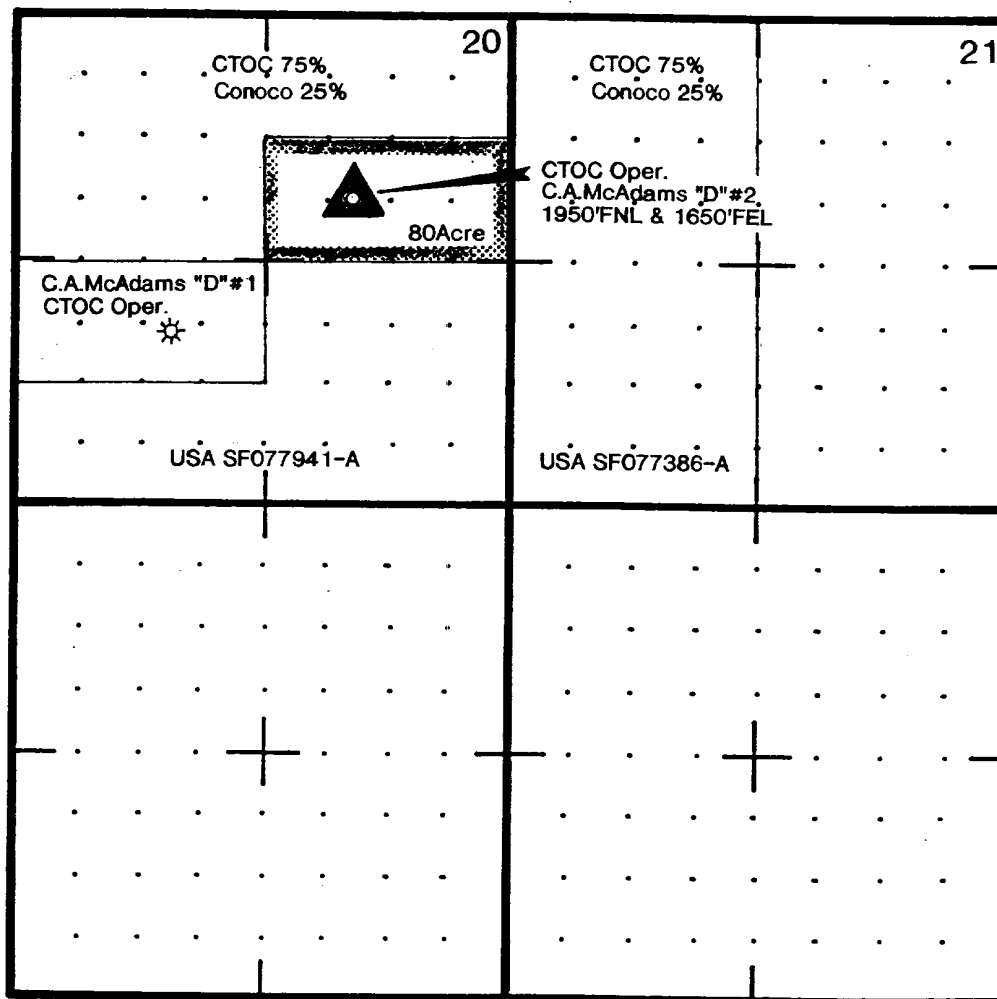 20
21
CTOC 75%
Conoco 25%
CTOC 75%
Conoco 25%
CTOC Oper.
C.A.McAdams "D"#2
1950'FNL & 1650'FEL
80Acre
C.A.McAdams "D"#1
CTOC Oper.
USA SF077941-A
USA SF077386-A